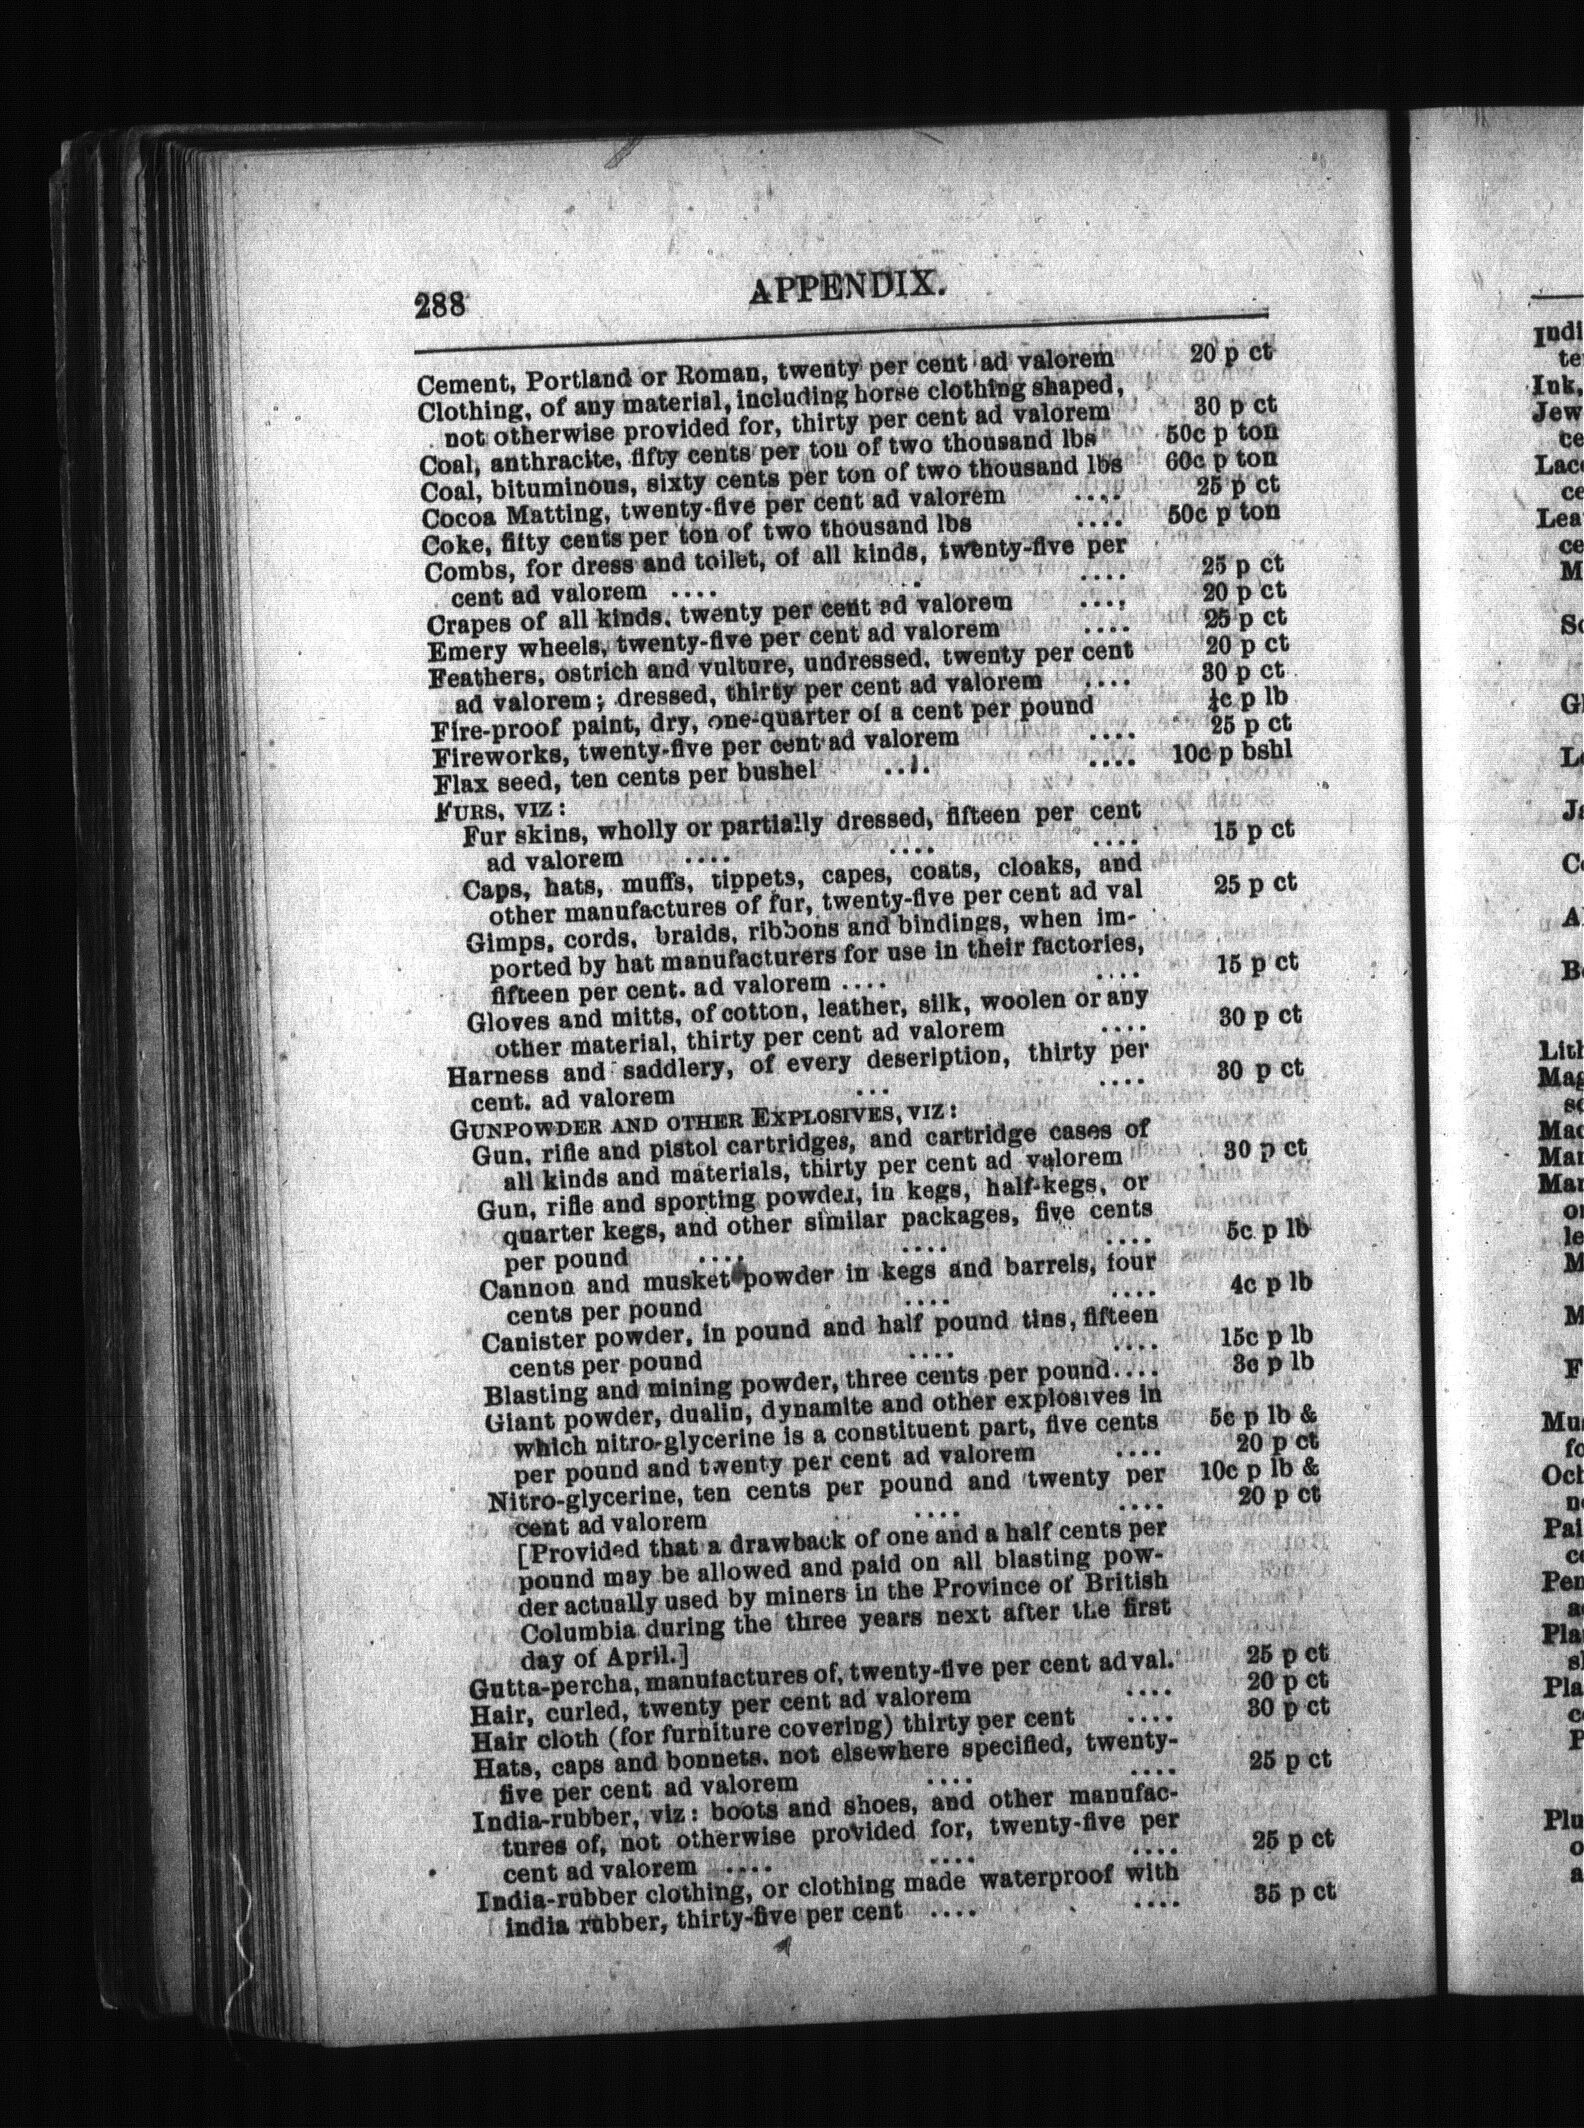 288 APPENDIX.
Cement, Portland or Roman, twenty per cent ad valorem 20 p ct
Clothing, of any material, including horse clothing shaped,
not otherwise provided for, thirty per cent ad valorem 30 p ct
Coal, anthracite, fifty cents per ton of two thousand lbs 50c p ton
Coal, bituminous, sixty cents per ton of two thousand lbs 60c p ton
Cocoa Matting, twenty-five per cent ad valorem .... 25 p ct
Coke, fifty cents per ton of two thousand lbs .... 50c p ton
Combs, for dress and toilet, of all kinds, twenty-five per
cent ad valorem .... .. .... 25 p ct
Crapes of all kinds, twenty per cent ad valorem .... 20 p ct
Emery wheels, twenty-five per cent ad valorem .... 25 p ct
Feathers, ostrich and vulture, undressed, twenty per cent 20 p ct
ad valorem; dressed, thirty per cent ad valorem .... 30 p ct
Fire-proof paint, dry, one-quarter of a cent per pound ¼c p lb
Fireworks, twenty-five per cent ad valorem .... 25 p ct
Flax seed, ten cents per bushel .... .... 10c p bshl
FURS, VIZ:
Fur skins, wholly or partially dressed, fifteen per cent
ad valorem .... .... .... 15 p ct
Caps, hats, muffs, tippets, capes, coats, cloaks, and
other manufactures of fur, twenty-five per cent ad val 25 p ct
Gimps, cords, braids, ribbons and bindings, when im-
ported by hat manufacturers for use in their factories,
fifteen per cent. ad valorem .... .... 15 p ct
Gloves and mitts, of cotton, leather, silk, woolen or any
other material, thirty per cent ad valorem .... 30 p ct
Harness and saddlery, of every deseription, thirty per
cent. ad valorem ... .... 30 p ct
GUNPOWDER AND OTHER EXPLOSIVES, VIZ:
Gun, rifle and pistol cartridges, and cartridge cases of
all kinds and materials, thirty per cent ad valorem 30 p ct
Gun, rifle and sporting powder, in kegs, half-kegs, or
quarter kegs, and other similar packages, five cents
per pound .... .... .... 5c p lb
Cannon and musket powder in kegs and barrels, four
cents per pound .... .... 4c p lb
Canister powder, in pound and half pound tins, fifteen
cents per pound .... .... 15c p lb
Blasting and mining powder, three cents per pound.... 3c p lb
Giant powder, dualin, dynamite and other explosives in
which nitro-glycerine is a constituent part, five cents 5c p lb &
per pound and twenty per cent ad valorem .... 20 p ct
Nitro-glycerine, ten cents per pound and twenty per 10c p lb &
cent ad valorem .... .... 20 p ct
[Provided that a drawback of one and a half cents per
pound may be allowed and paid on all blasting pow-
der actually used by miners in the Province of British
Columbia during the three years next after the first
day of April.]
Gutta-percha, manufactures of, twenty-five per cent ad val. 25 p ct
Hair, curled, twenty per cent ad valorem .... 20 p ct
Hair cloth (for furniture covering) thirty per cent .... 30 p ct
Hats, caps and bonnets, not elsewhere specified, twenty-
five per cent ad valorem .... .... 25 p ct
India-rubber, viz: boots and shoes, and other manufac-
tures of, not otherwise provided for, twenty-five per
cent ad valorem .... .... .... 25 p ct
India-rubber clothing, or clothing made waterproof with
india rubber, thirty-five per cent .... .... 35 p ct